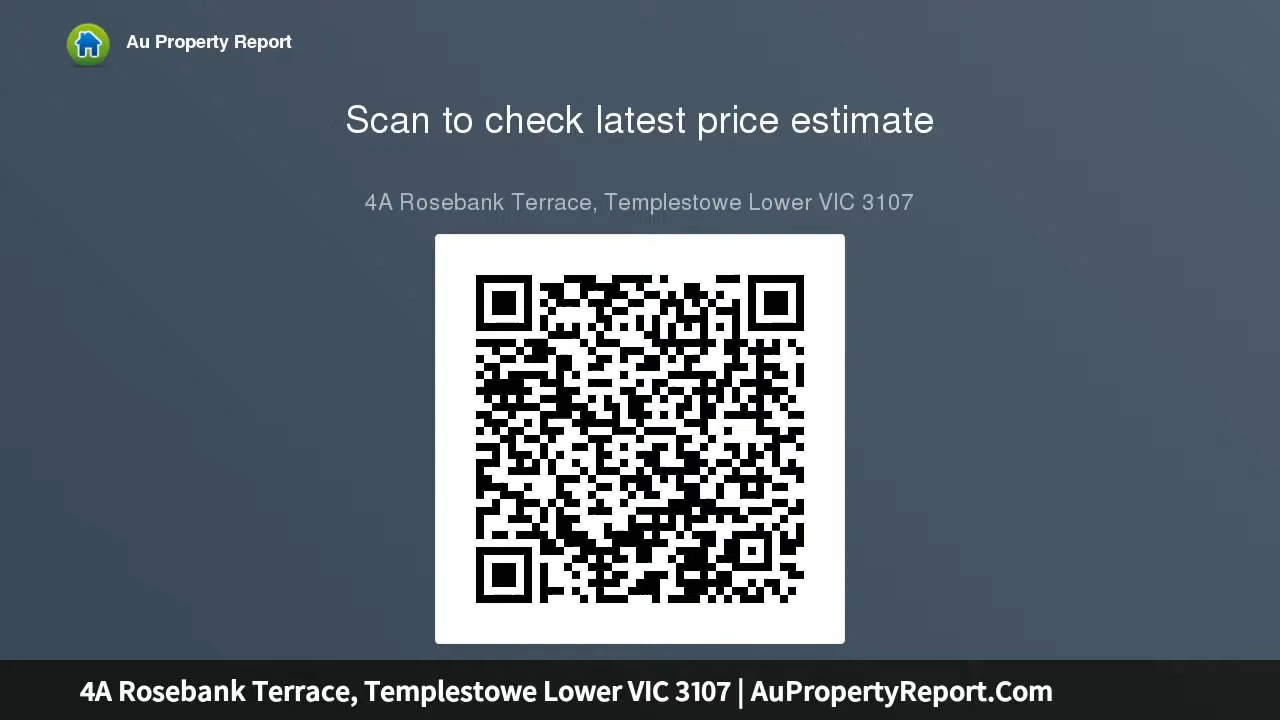 Au Property Report
Scan to check latest price estimate
4A Rosebank Terrace, Templestowe Lower VIC 3107
4A Rosebank Terrace, Templestowe Lower VIC 3107 | AuPropertyReport.Com